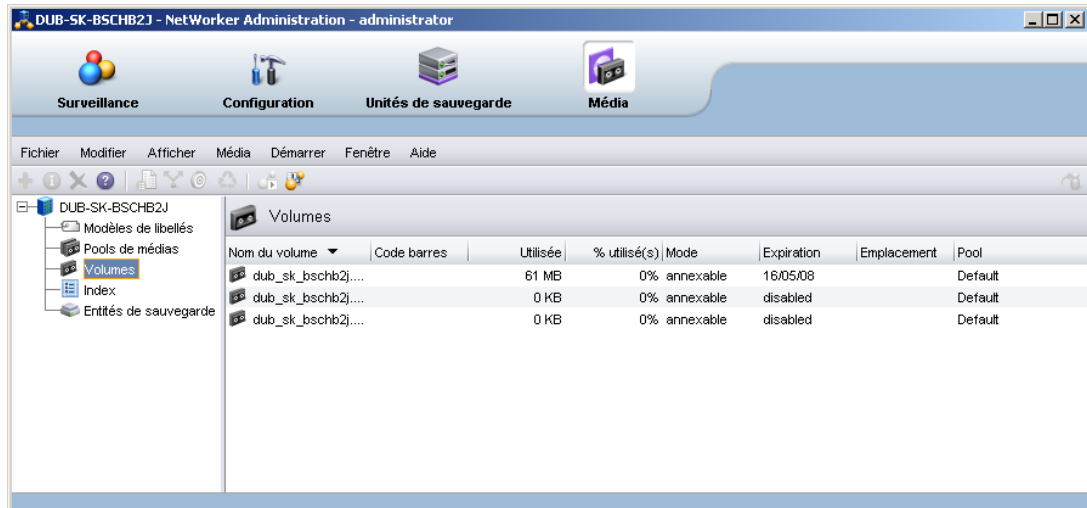 DUB-SK-BSCHB2J - NetWorker Administration - administrator
Surveillance Configuration Unités de sauvegarde Média
Fichier Modifier Afficher Média Démarrer Fenêtre Aide
DUB-SK-BSCHB2J
Modèles de libellés
Pools de médias
Volumes
Index
Entités de sauvegarde
Volumes
Nom du volume Code barres Utilisée % utilisé(s) Mode Expiration Emplacement Pool
dub_sk_bschb2j.... 61 MB 0% annexable 16/05/08 Default
dub_sk_bschb2j.... 0 KB 0% annexable disabled Default
dub_sk_bschb2j.... 0 KB 0% annexable disabled Default